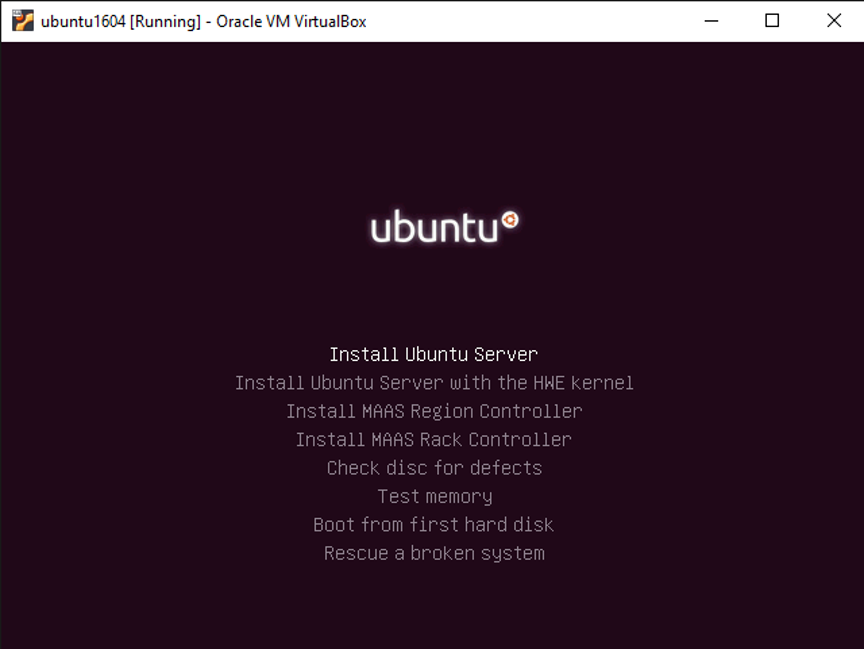 ubuntu1604 [Running] - Oracle VM VirtualBox
ubuntu
Install Ubuntu Server
Install Ubuntu Server with the HWE kernel
Install MAAS Region Controller
Install MAAS Rack Controller
Check disc for defects
Test memory
Boot from first hard disk
Rescue a broken system